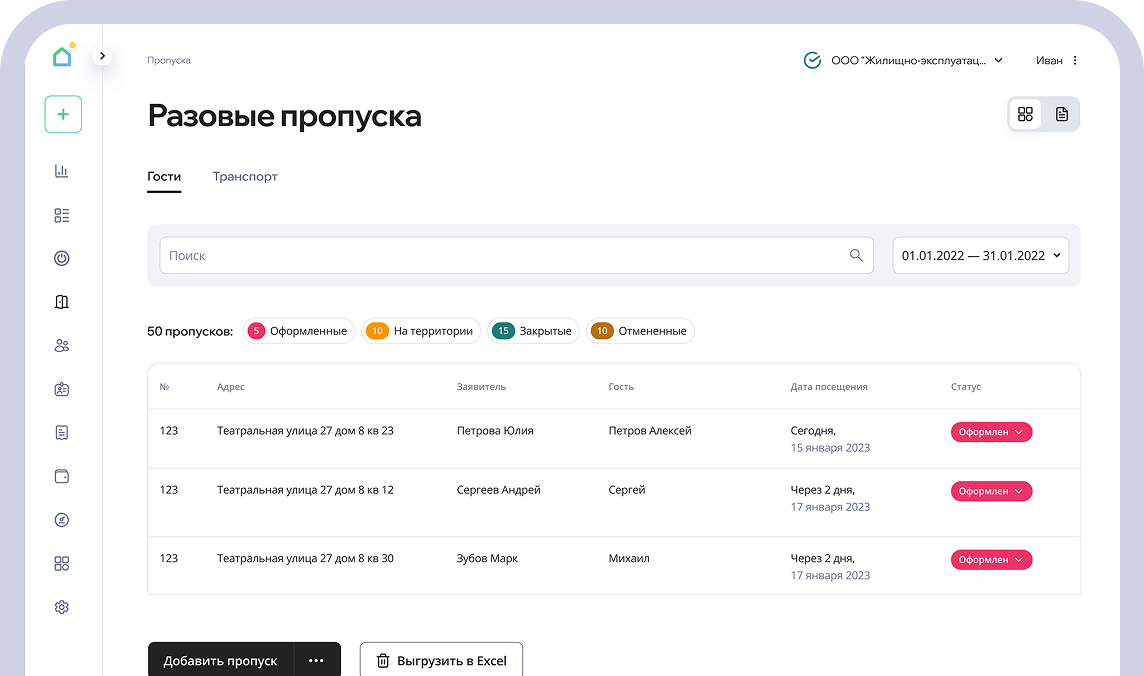 Пропуска
ООО "Жилищно-эксплуатац...
Иван
Разовые пропуска
Гости
Транспорт
Поиск
01.01.2022 — 31.01.2022
50 пропусков:
5 Оформленные
10 На территории
15 Закрытые
10 Отмененные
№ Адрес Заявитель Гость Дата посещения Статус
123 Театральная улица 27 дом 8 кв 23 Петрова Юлия Петров Алексей Сегодня, Оформлен
15 января 2023
123 Театральная улица 27 дом 8 кв 12 Сергеев Андрей Сергей Через 2 дня, Оформлен
17 января 2023
123 Театральная улица 27 дом 8 кв 30 Зубов Марк Михаил Через 2 дня, Оформлен
17 января 2023
Добавить пропуск
Выгрузить в Excel